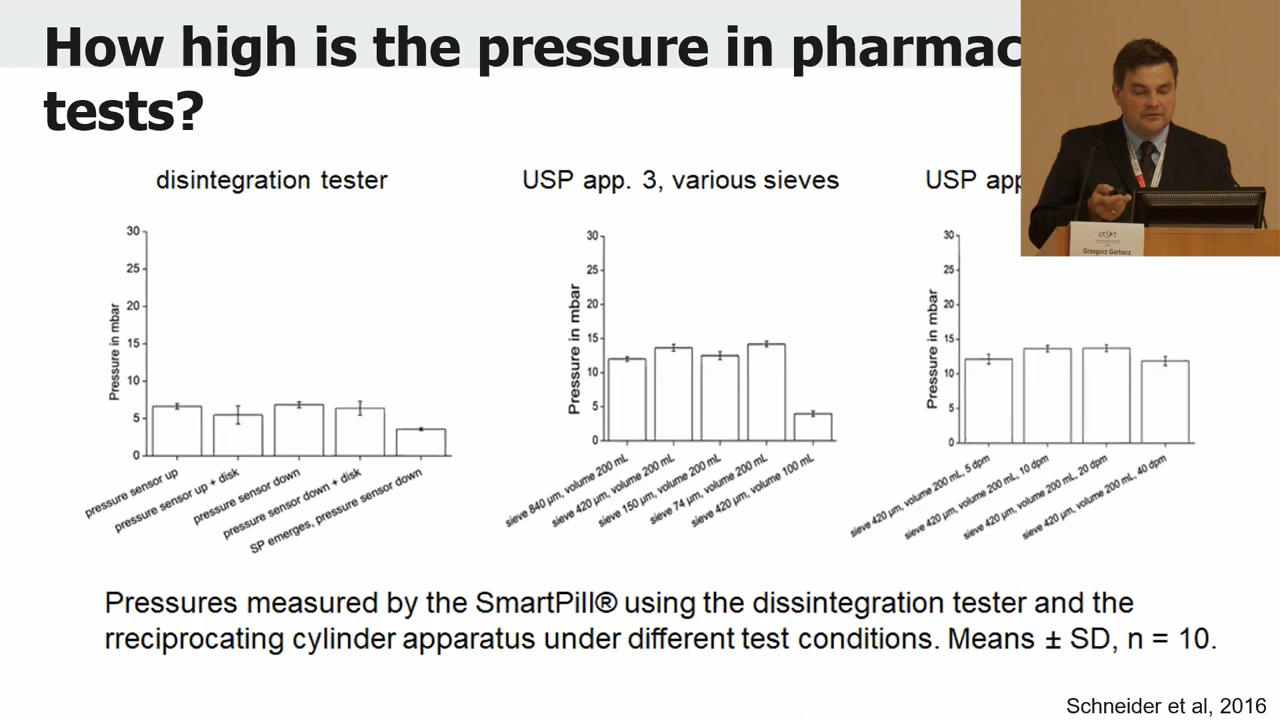 How high is the pressure in pharmac
tests?
disintegration tester
USP app. 3, various sieves
USP app
Pressure in mbar
30
25
20
15
10
5
0
pressure sensor up
pressure sensor up + disk
pressure sensor down
pressure sensor down + disk
SP emerges, pressure sensor down
Pressure in mbar
30
25
20
15
10
5
0
sieve 840 µm, volume 200 mL
sieve 420 µm, volume 200 mL
sieve 150 µm, volume 200 mL
sieve 74 µm, volume 200 mL
sieve 420 µm, volume 100 mL
Pressure in mbar
30
25
20
15
10
5
0
sieve 420 µm, volume 200 mL, 5 dpm
sieve 420 µm, volume 200 mL, 10 dpm
sieve 420 µm, volume 200 mL, 20 dpm
sieve 420 µm, volume 200 mL, 40 dpm
Grzegorz Garbacz
Pressures measured by the SmartPill® using the dissintegration tester and the
rreciprocating cylinder apparatus under different test conditions. Means ± SD, n = 10.
Schneider et al, 2016